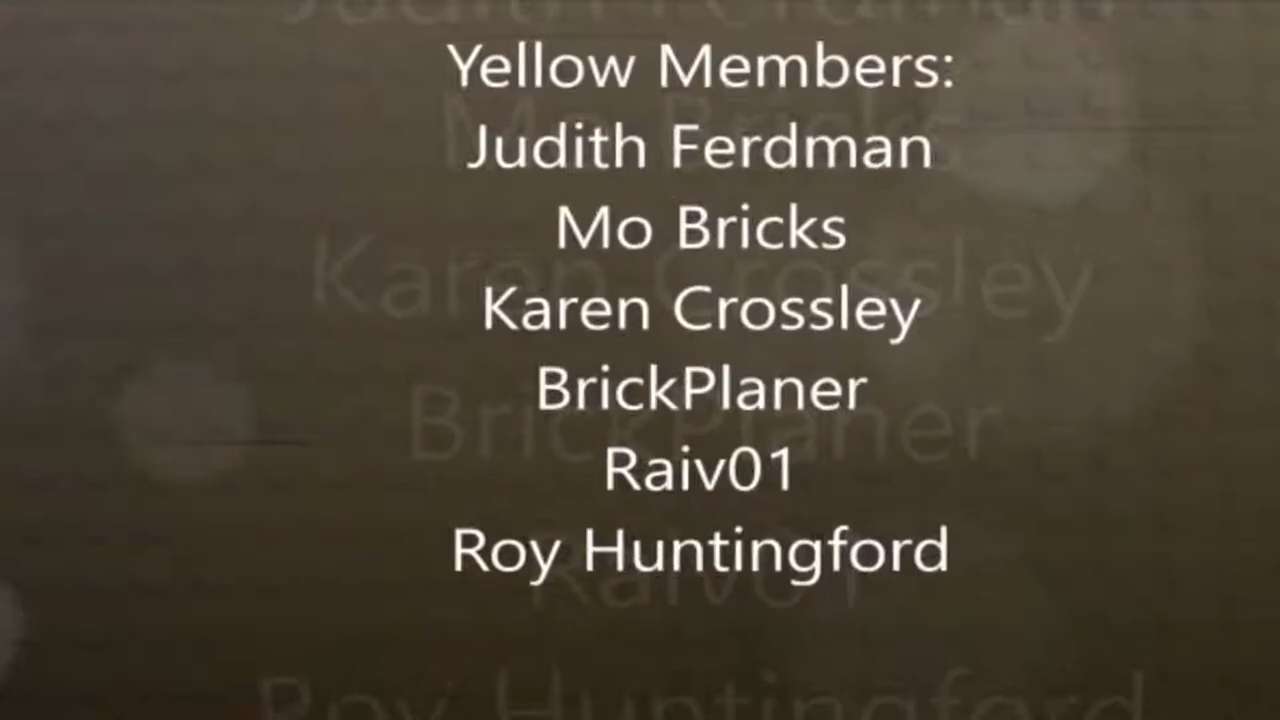 Yellow Members:
Judith Ferdman
Mo Bricks
Karen Crossley
BrickPlaner
Raiv01
Roy Huntingford